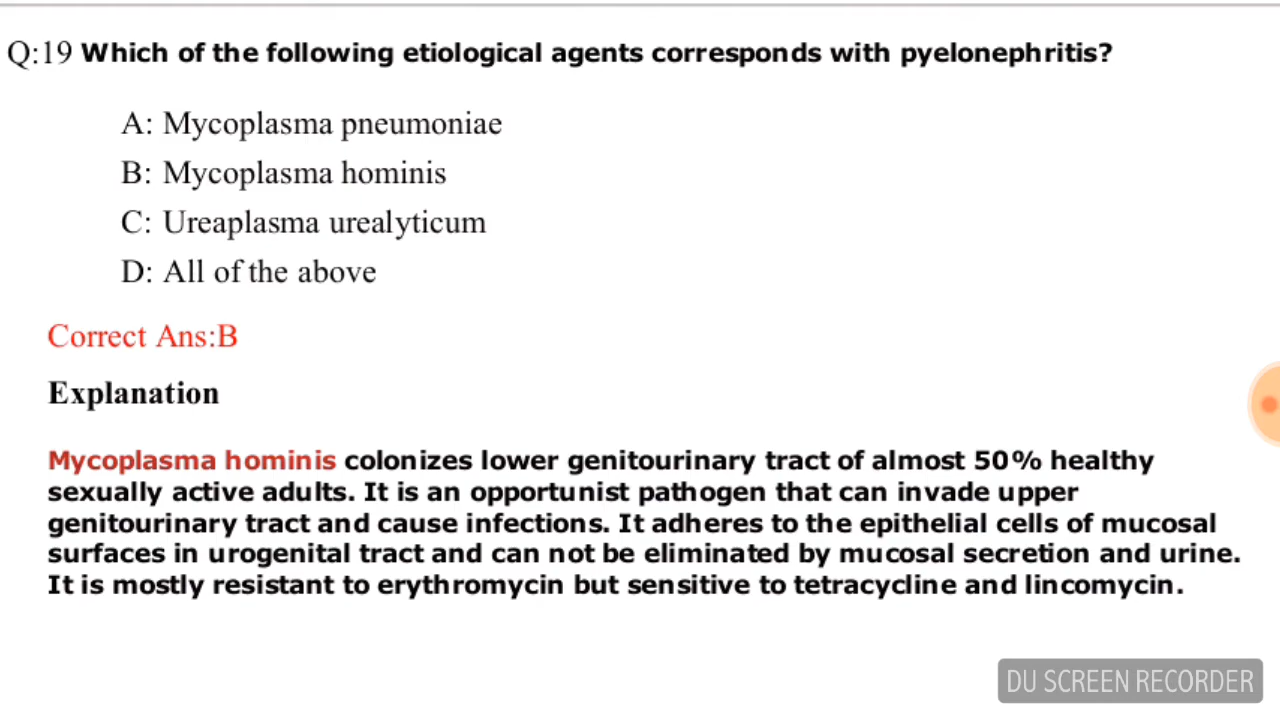 Q:19 Which of the following etiological agents corresponds with pyelonephritis?
A: Mycoplasma pneumoniae
B: Mycoplasma hominis
C: Ureaplasma urealyticum
D: All of the above
Correct Ans:B
Explanation
Mycoplasma hominis colonizes lower genitourinary tract of almost 50% healthy
sexually active adults. It is an opportunist pathogen that can invade upper
genitourinary tract and cause infections. It adheres to the epithelial cells of mucosal
surfaces in urogenital tract and can not be eliminated by mucosal secretion and urine.
It is mostly resistant to erythromycin but sensitive to tetracycline and lincomycin.
DU SCREEN RECORDER